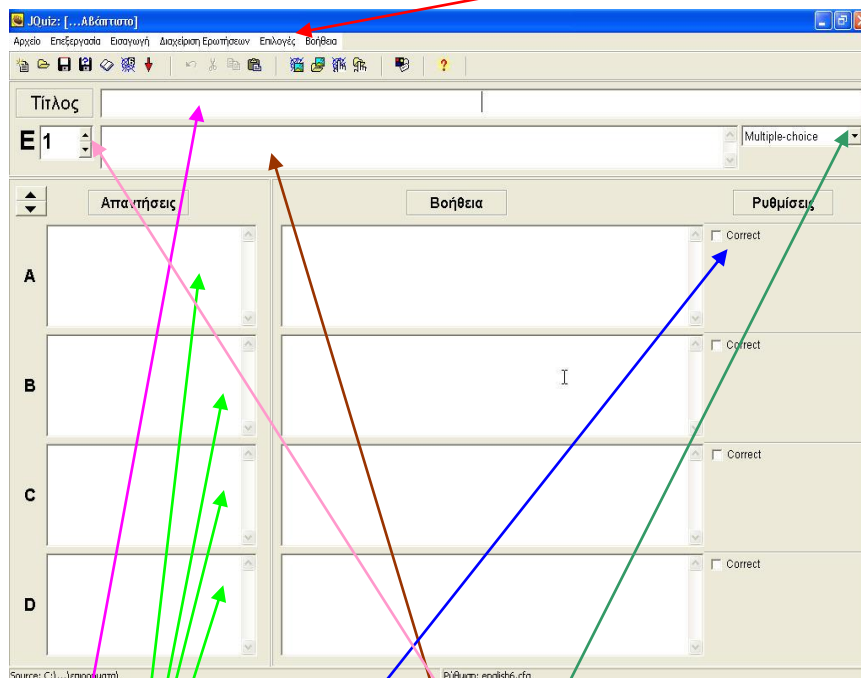 JQuiz: [...Αβάπτιστο]
Αρχείο Επεξεργασία Εισαγωγή Διαχείριση Ερωτήσεων Επιλογές Βοήθεια
Τίτλος
Ε 1 Multiple-choice
Απαντήσεις Βοήθεια Ρυθμίσεις
A Correct
B Correct
C Correct
D Correct
Source: C:\...\ Ρύθμιση: english6.cfg